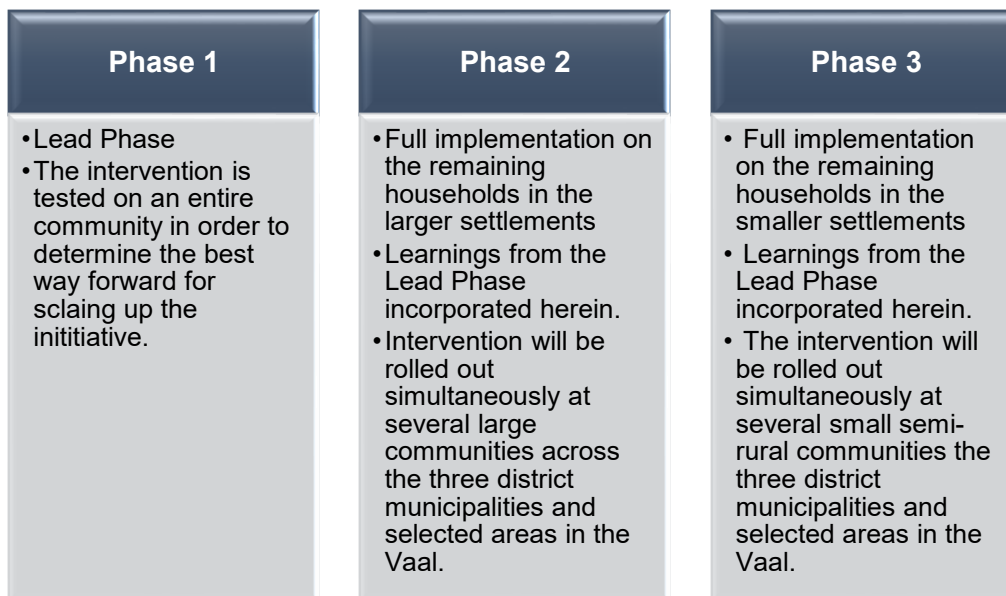 Phase 1
•Lead Phase
•The intervention is
tested on an entire
community in order to
determine the best
way forward for
sclaing up the
inititiative.
Phase 2
•Full implementation on
the remaining
households in the
larger settlements
•Learnings from the
Lead Phase
incorporated herein.
•Intervention will be
rolled out
simultaneously at
several large
communities across
the three district
municipalities and
selected areas in the
Vaal.
Phase 3
• Full implementation
on the remaining
households in the
smaller settlements
• Learnings from the
Lead Phase
incorporated herein.
• The intervention will
be rolled out
simultaneously at
several small semi-
rural communities the
three district
municipalities and
selected areas in the
Vaal.